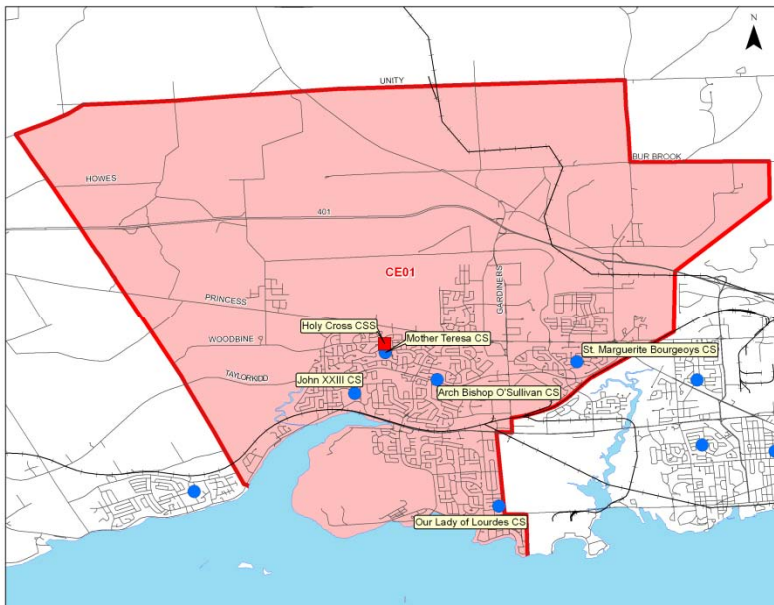 N
UNITY
BUR BROOK
HOWES
401
CE01
GARDINERS
PRINCESS
Holy Cross CSS
Mother Teresa CS
WOODBINE
St. Marguerite Bourgeoys CS
TAYLORKIDD
John XXIII CS
Arch Bishop O'Sullivan CS
Our Lady of Lourdes CS